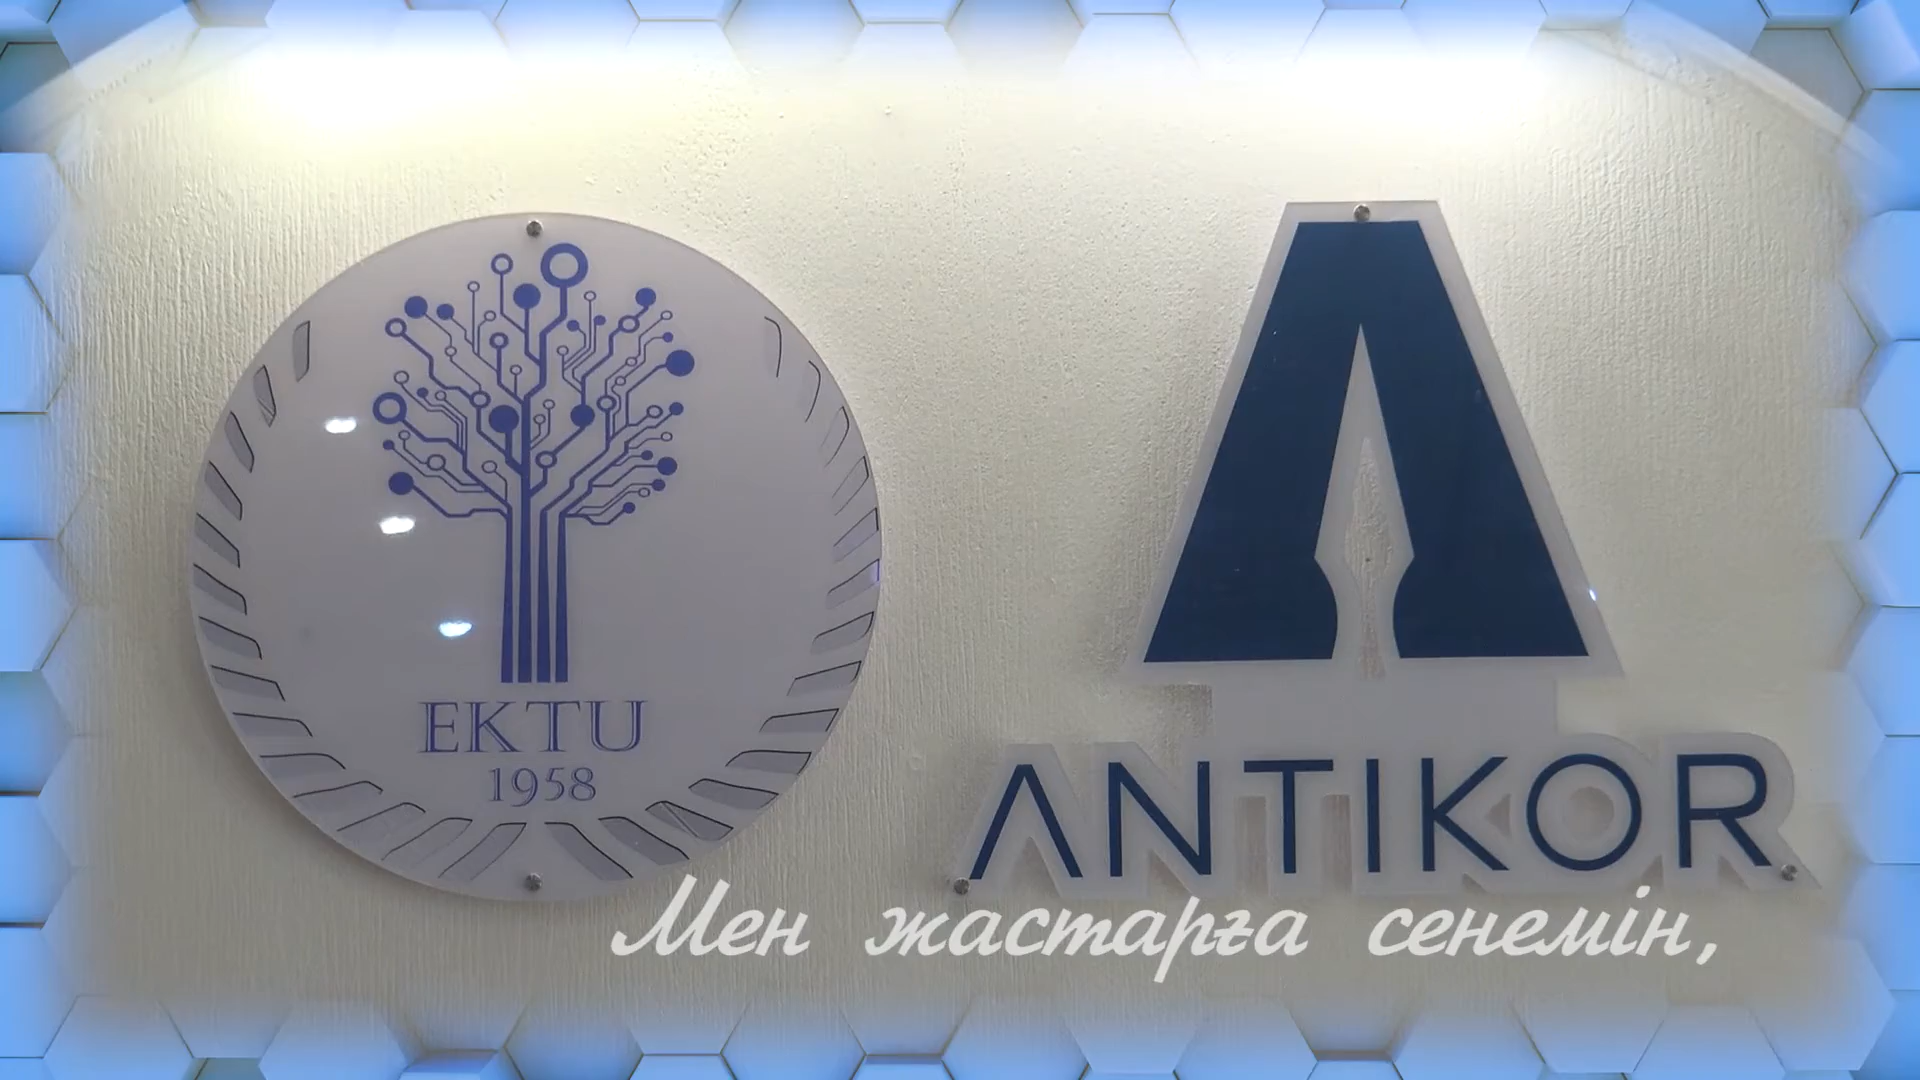 EKTU
1958
ANTIKOR
Мен жастарға сенемін,